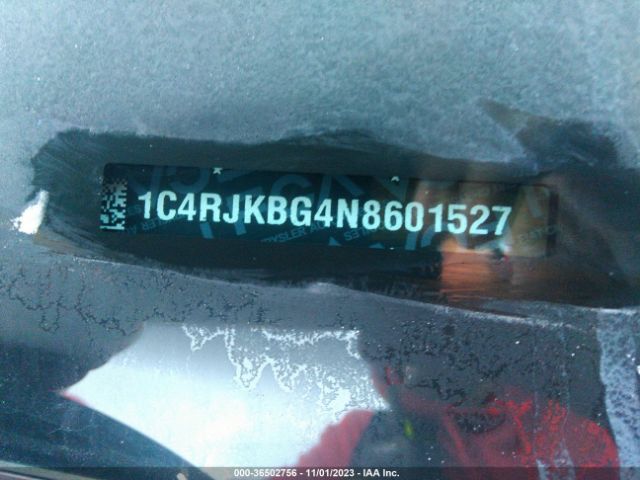 1C4RJKBG4N8601527
000-36502756 - 11/01/2023 - IAA Inc.